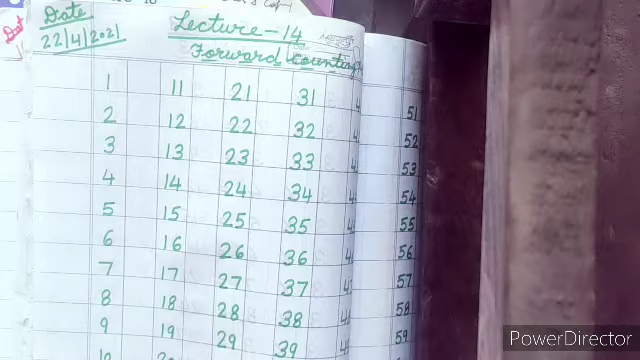 Date
22/4/2021
Lecture-14
Forward counting
1 11 21 31 51
2 12 22 32 52
3 13 23 33 53
4 14 24 34 54
5 15 25 35 55
6 16 26 36 56
7 17 27 37 57
8 18 28 38 58
9 19 29 39 59
PowerDirector